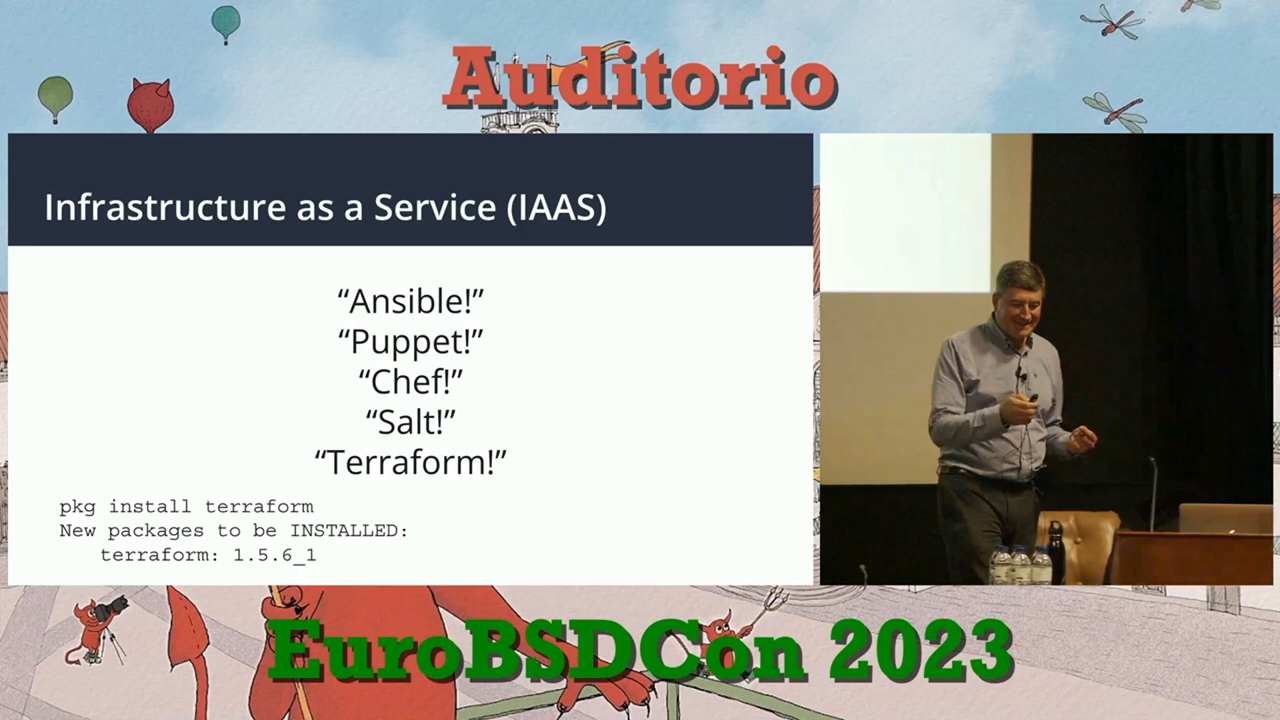 Auditorio
Infrastructure as a Service (IAAS)
“Ansible!”
“Puppet!”
“Chef!”
“Salt!”
“Terraform!”
pkg install terraform
New packages to be INSTALLED:
terraform: 1.5.6_1
EuroBSDCon 2023